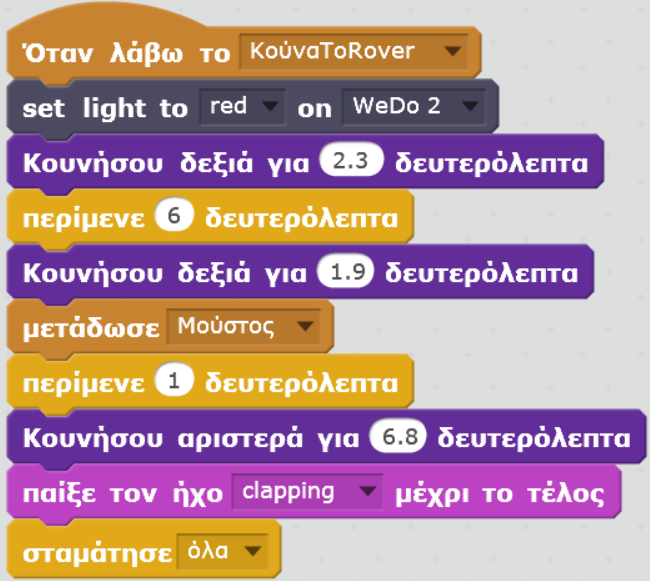 Όταν λάβω το ΚούναToRover
set light to red on WeDo 2
Κουνήσου δεξιά για 2.3 δευτερόλεπτα
περίμενε 6 δευτερόλεπτα
Κουνήσου δεξιά για 1.9 δευτερόλεπτα
μετάδωσε Μούστος
περίμενε 1 δευτερόλεπτα
Κουνήσου αριστερά για 6.8 δευτερόλεπτα
παίξε τον ήχο clapping μέχρι το τέλος
σταμάτησε όλα